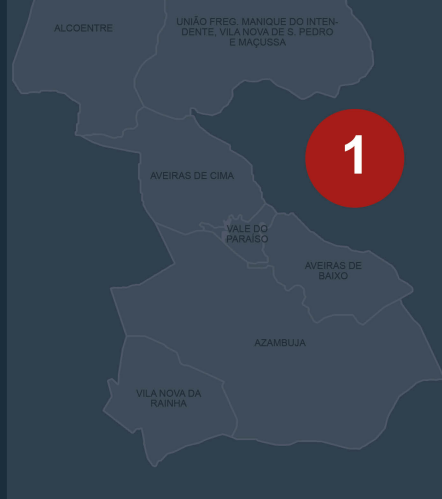 ALCOENTRE
UNIÃO FREG. MANIQUE DO INTEN-
DENTE, VILA NOVA DE S. PEDRO
E MAÇUSSA
1
AVEIRAS DE CIMA
VALE DO
PARAISO
AVEIRAS DE
BAIXO
AZAMBUJA
VILA NOVA DA
RAINHA